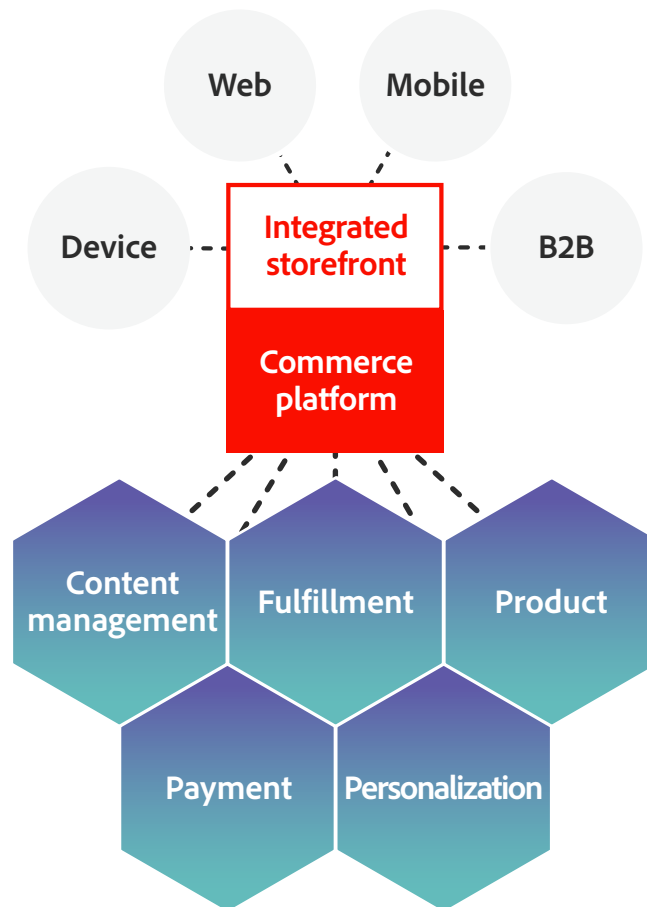 Web
Mobile
Device
Integrated
storefront
B2B
Commerce
platform
Content
management
Fulfillment
Product
Payment
Personalization